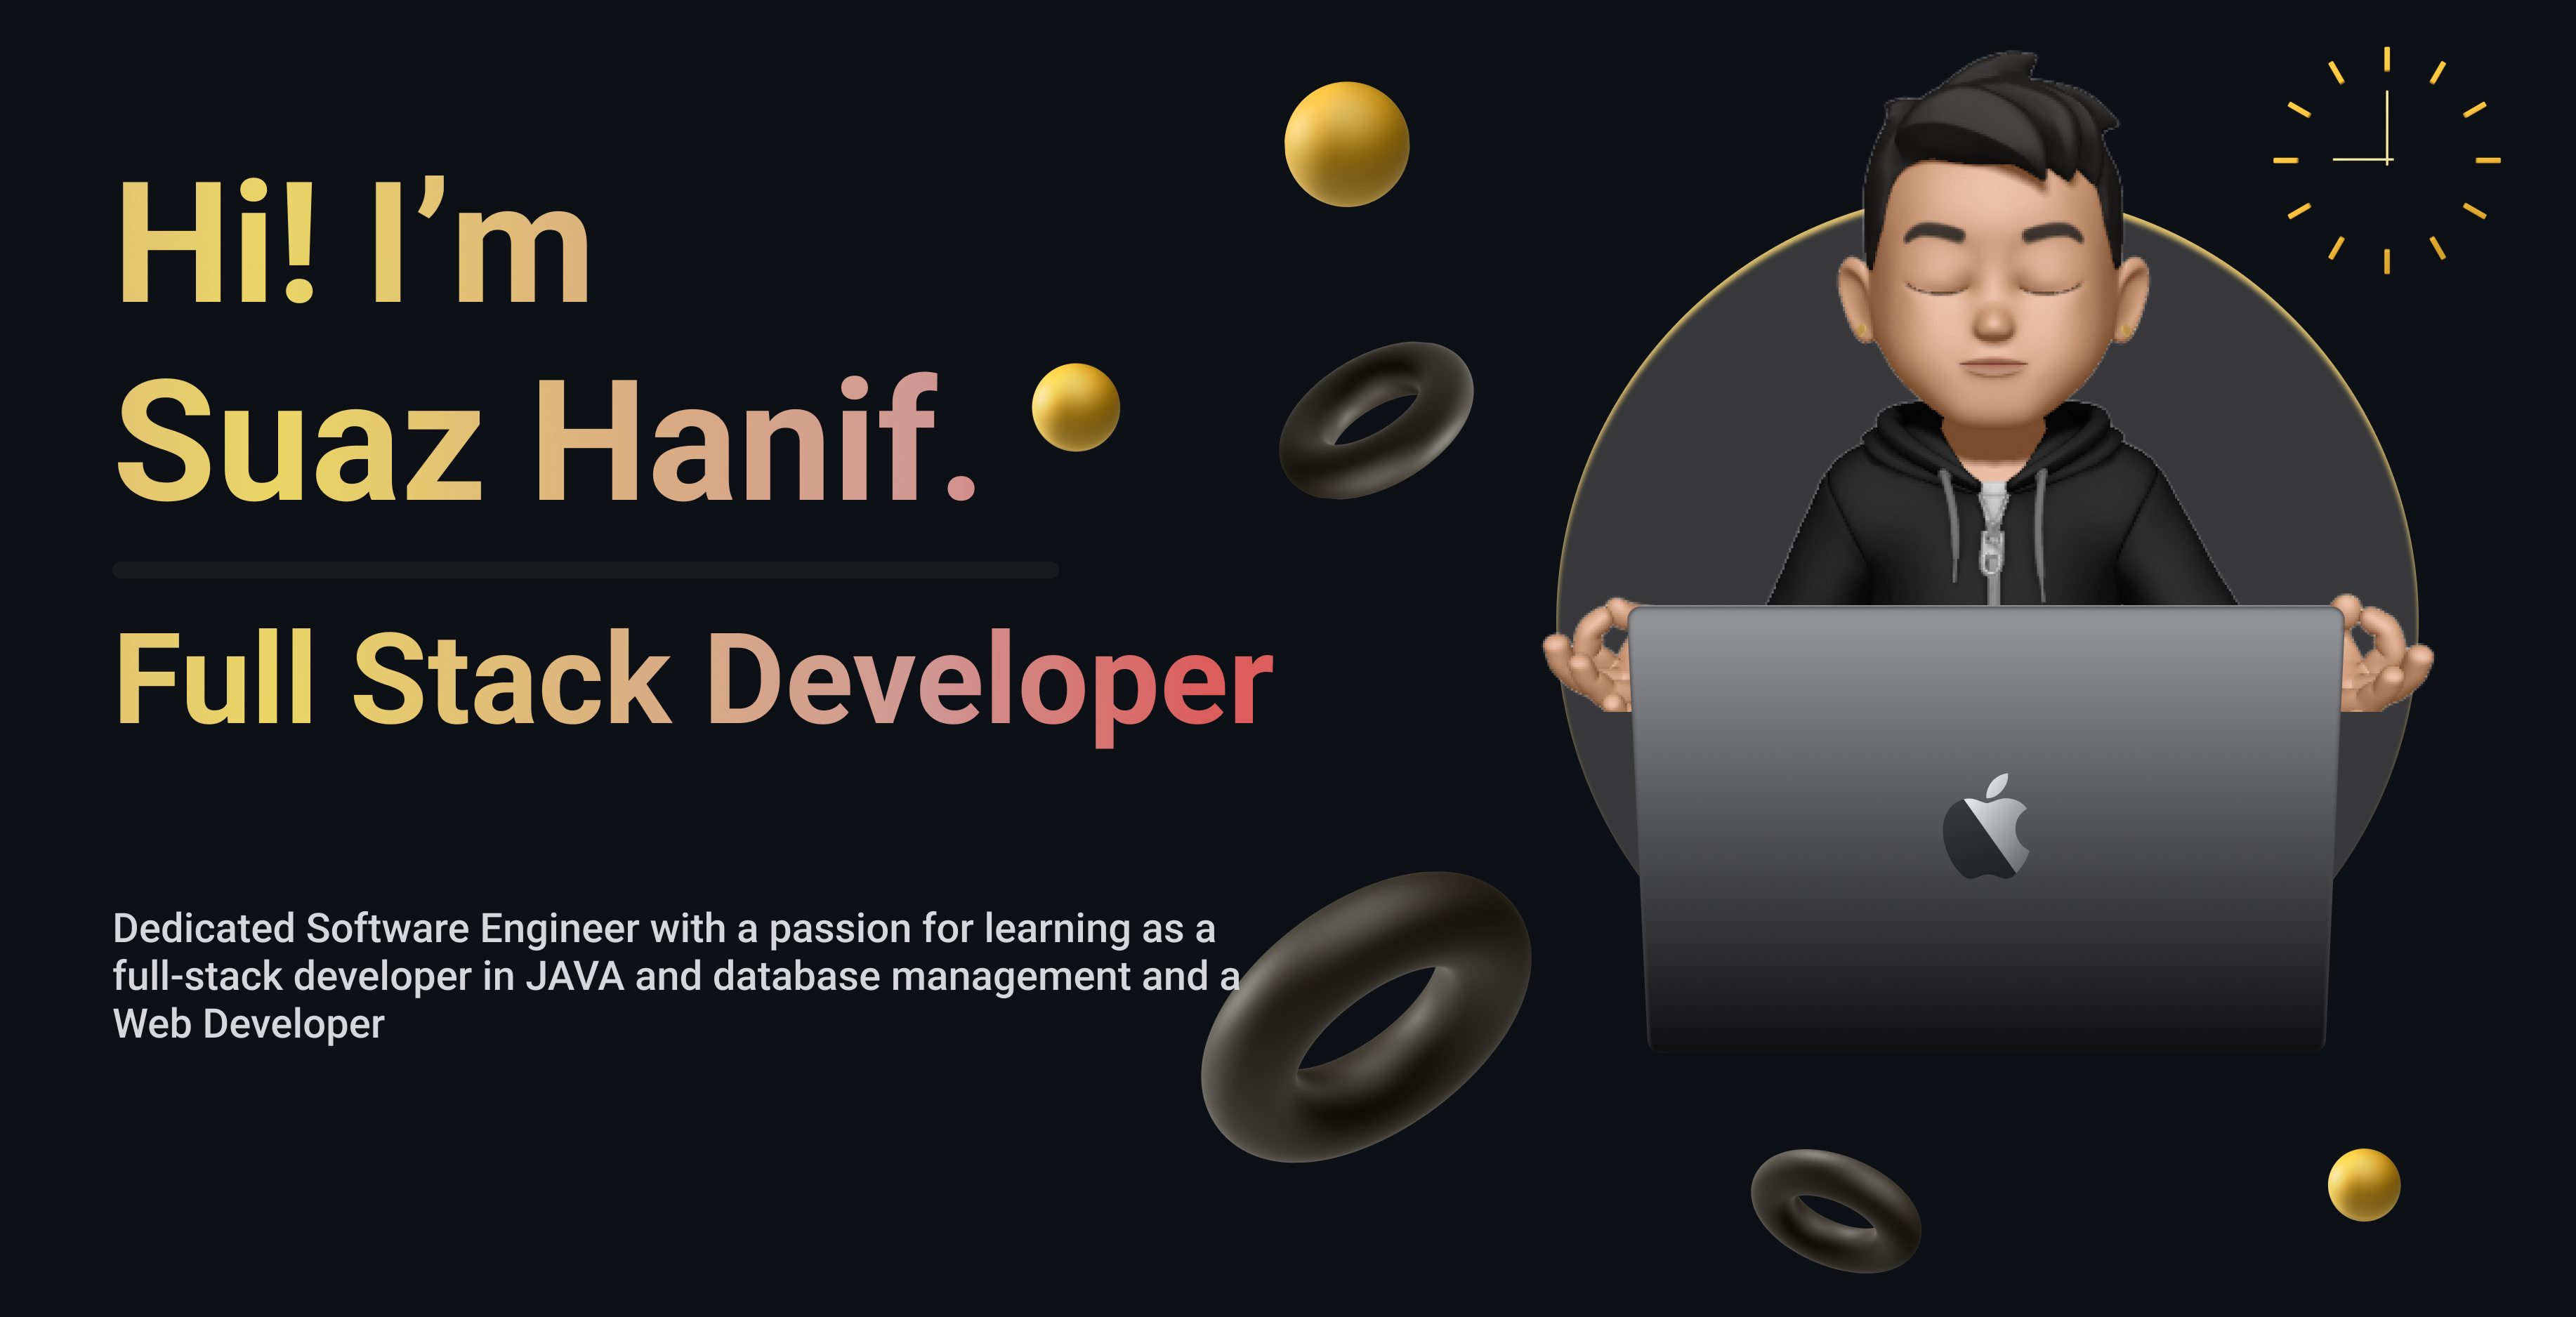 Hi! I’m
Suaz Hanif.
Full Stack Developer
Dedicated Software Engineer with a passion for learning as a
full-stack developer in JAVA and database management and a
Web Developer